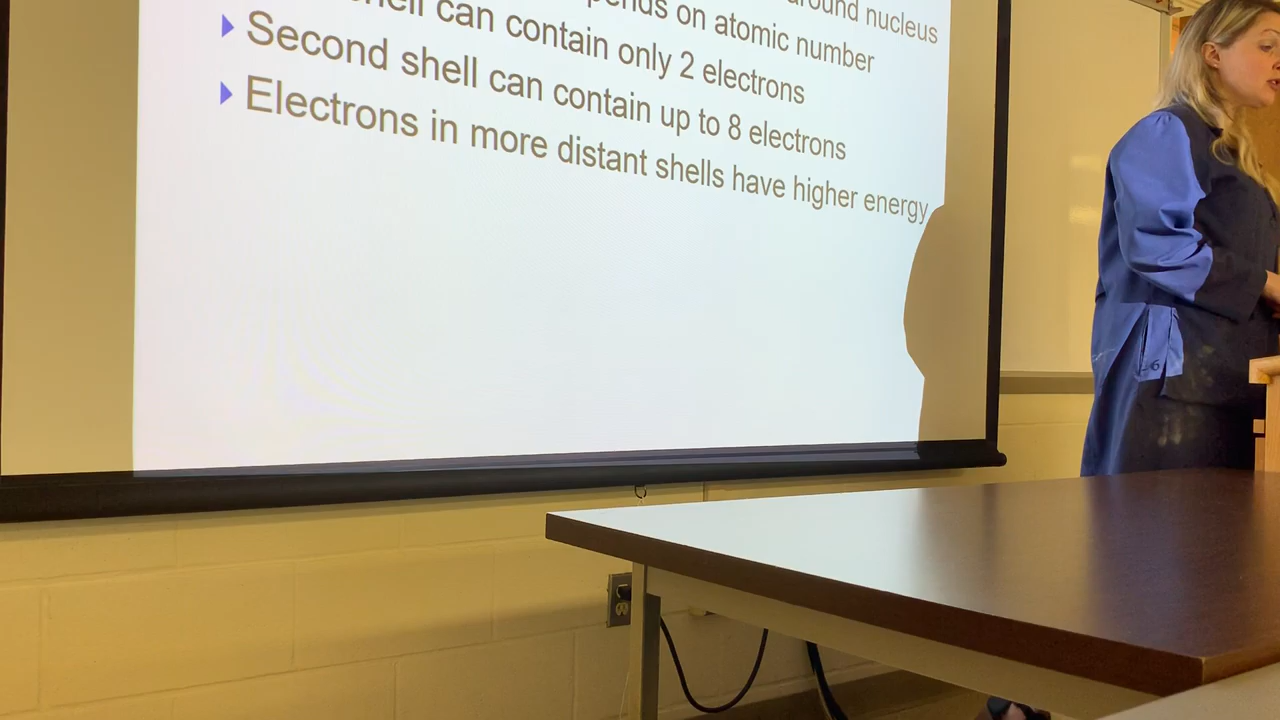 around nucleus
on atomic number
shell can contain only 2 electrons
Second shell can contain up to 8 electrons
Electrons in more distant shells have higher energy
6